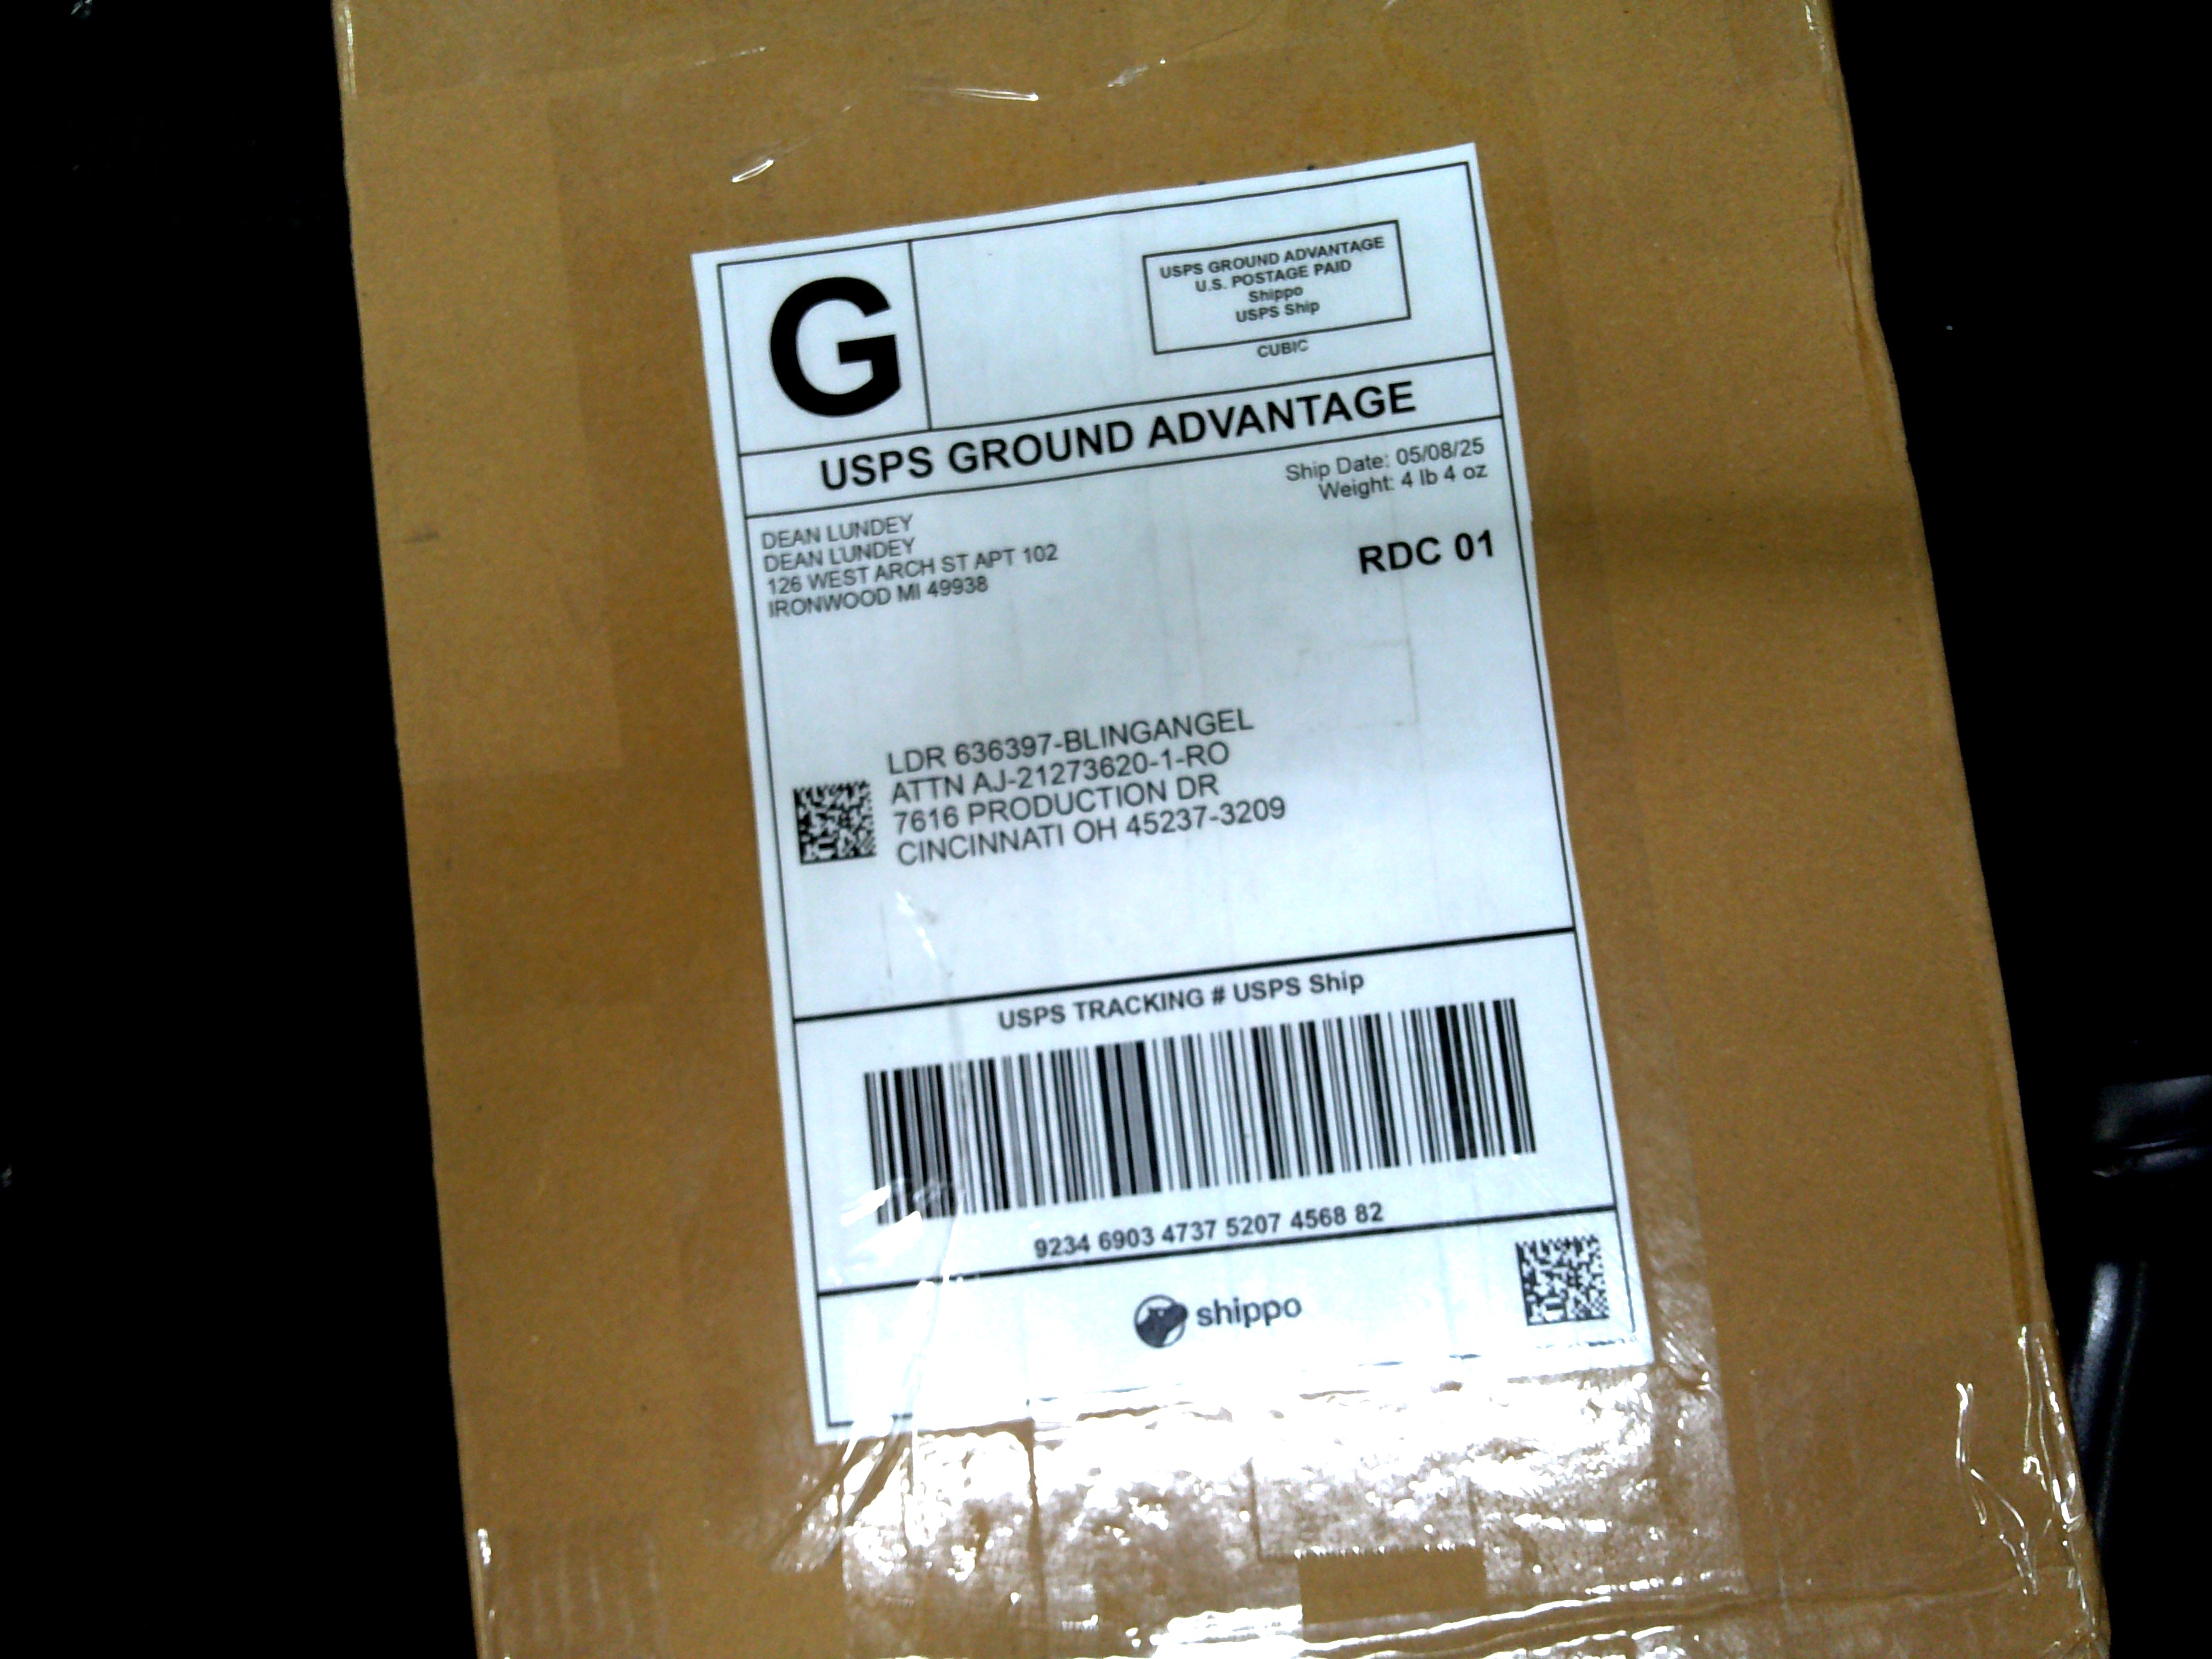 G
USPS GROUND ADVANTAGE
U.S. POSTAGE PAID
Shippo
USPS Ship
CUBIC
USPS GROUND ADVANTAGE
Ship Date: 05/08/25
Weight: 4 lb 4 oz
DEAN LUNDEY
DEAN LUNDEY
126 WEST ARCH ST APT 102
IRONWOOD MI 49938
RDC 01
LDR 636397-BLINGANGEL
ATTN AJ-21273620-1-RO
7616 PRODUCTION DR
CINCINNATI OH 45237-3209
USPS TRACKING # USPS Ship
9234 6903 4737 5207 4568 82
shippo